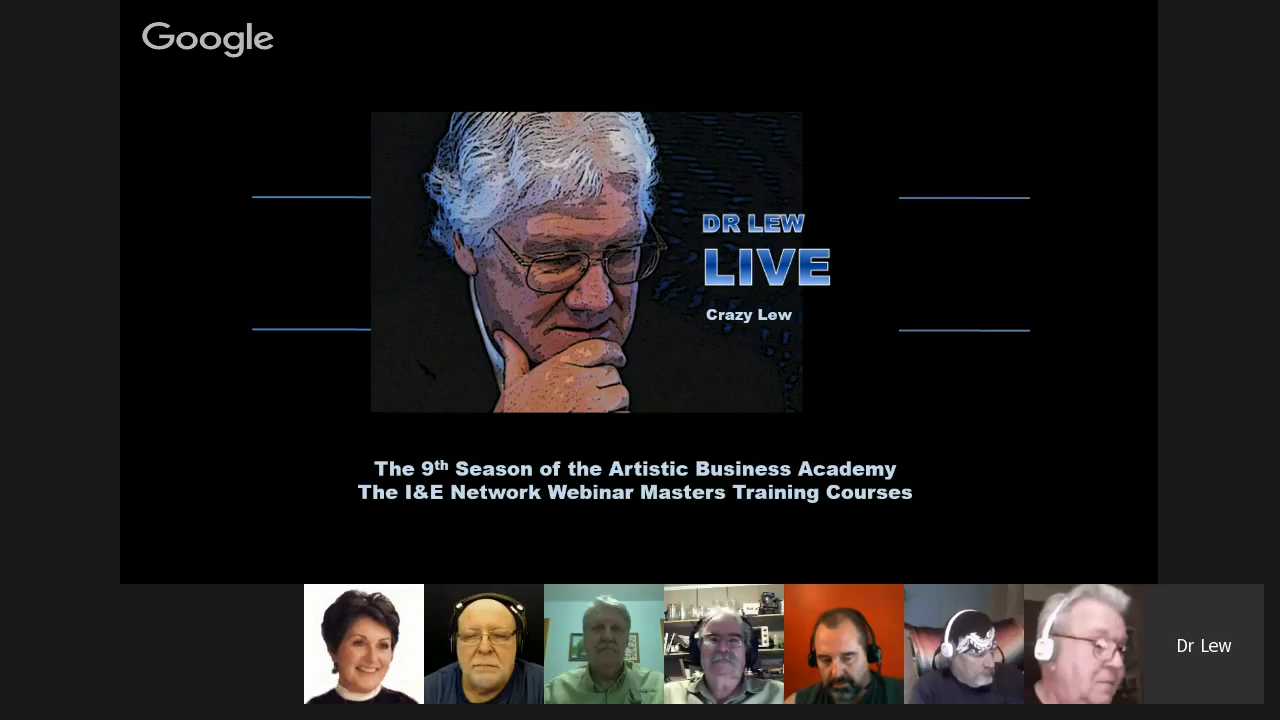 Google
DR LEW
LIVE
Crazy Lew
The 9th Season of the Artistic Business Academy
The I&E Network Webinar Masters Training Courses
Dr Lew